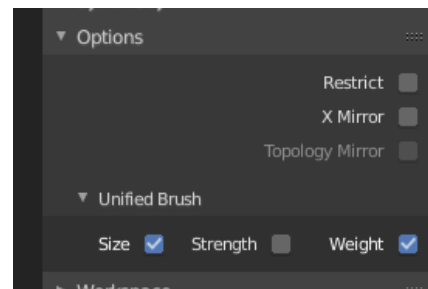 Options
Restrict
X Mirror
Topology Mirror
Unified Brush
Size Strength Weight